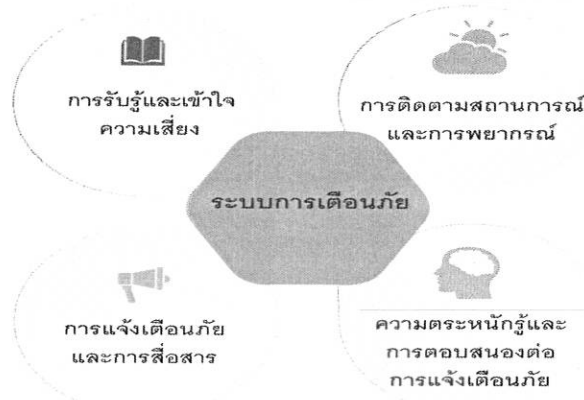 การรับรู้และเข้าใจ
ความเสี่ยง
การติดตามสถานการณ์
และการพยากรณ์
ระบบการเตือนภัย
การแจ้งเตือนภัย
และการสื่อสาร
ความตระหนักรู้และ
การตอบสนองต่อ
การแจ้งเตือนภัย